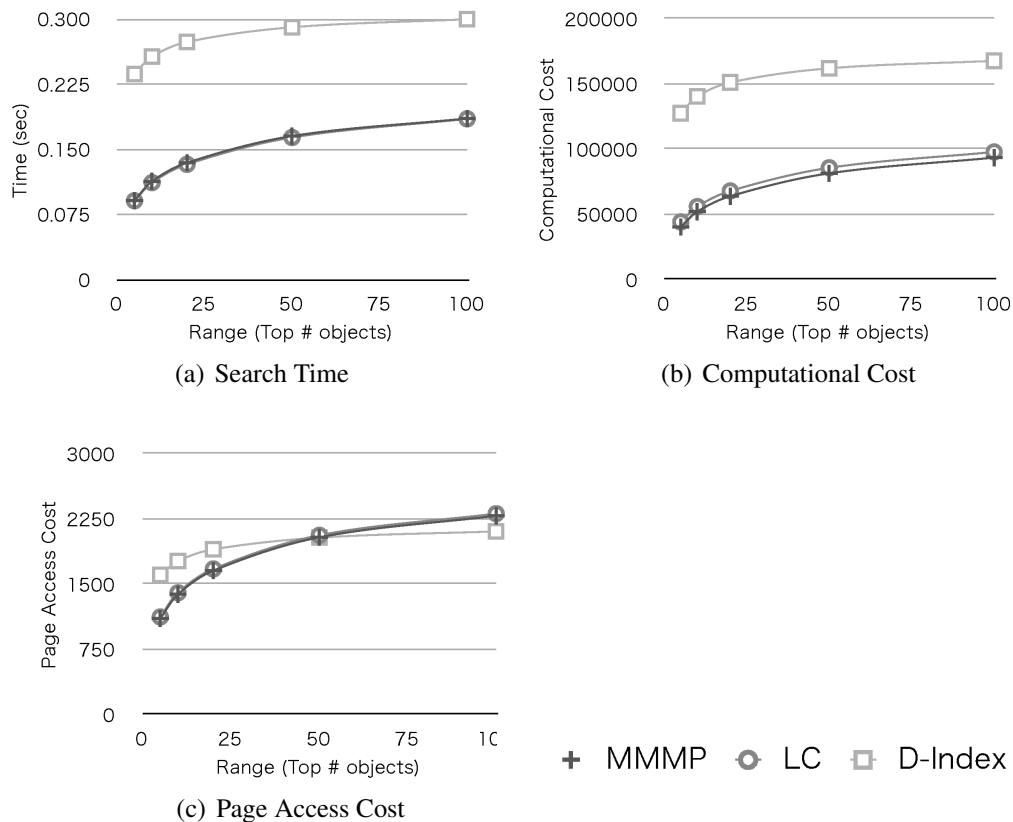 0.300
0.225
0.150
0.075
0
Time (sec)
0 25 50 75 100
Range (Top # objects)
(a) Search Time
200000
150000
100000
50000
0
Computational Cost
0 25 50 75 100
Range (Top # objects)
(b) Computational Cost
3000
2250
1500
750
0
Page Access Cost
0 25 50 75
Range (Top # objects)
(c) Page Access Cost
MMMP LC D-Index